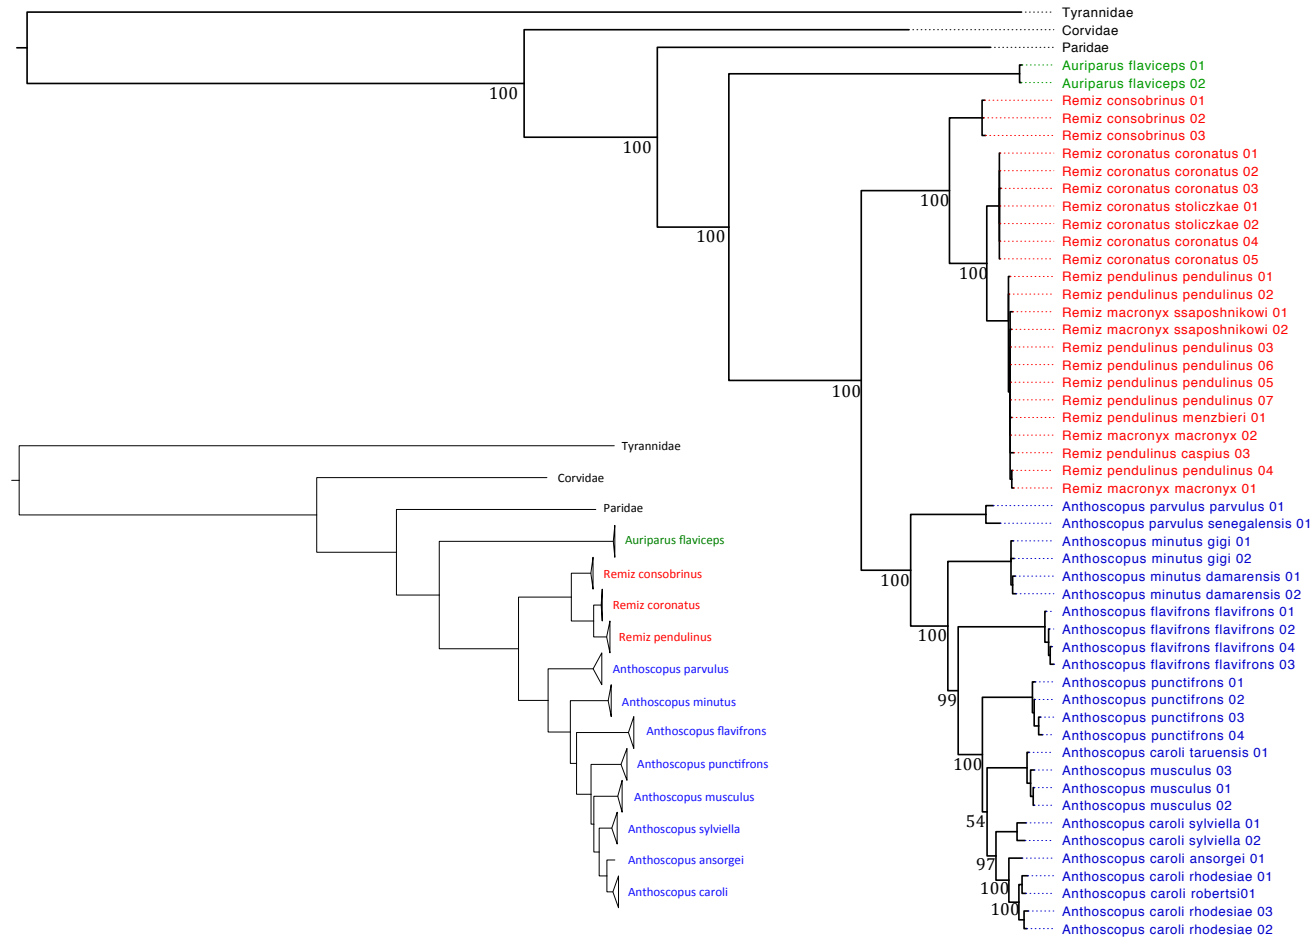 Tyrannidae
Corvidae
Paridae
Auriparus flaviceps 01
Auriparus flaviceps 02
100
Remiz consobrinus 01
Remiz consobrinus 02
Remiz consobrinus 03
100
Remiz coronatus coronatus 01
Remiz coronatus coronatus 02
Remiz coronatus coronatus 03
100
Remiz coronatus stoliczkae 01
Remiz coronatus stoliczkae 02
100
Remiz coronatus coronatus 04
Remiz coronatus coronatus 05
100
Remiz pendulinus pendulinus 01
Remiz pendulinus pendulinus 02
Remiz macronyx ssaposhnikowi 01
Remiz macronyx ssaposhnikowi 02
Remiz pendulinus pendulinus 03
Remiz pendulinus pendulinus 06
Remiz pendulinus pendulinus 05
100
Remiz pendulinus pendulinus 07
Remiz pendulinus menzbieri 01
Remiz macronyx macronyx 02
Remiz pendulinus caspius 03
Remiz pendulinus pendulinus 04
Remiz macronyx macronyx 01
Anthoscopus parvulus parvulus 01
Anthoscopus parvulus senegalensis 01
Anthoscopus minutus gigi 01
Anthoscopus minutus gigi 02
Anthoscopus minutus damarensis 01
100
Anthoscopus minutus damarensis 02
Anthoscopus flavifrons flavifrons 01
Anthoscopus flavifrons flavifrons 02
100
Anthoscopus flavifrons flavifrons 04
Anthoscopus flavifrons flavifrons 03
Anthoscopus punctifrons 01
Anthoscopus punctifrons 02
99
Anthoscopus punctifrons 03
Anthoscopus punctifrons 04
Anthoscopus caroli taruensis 01
100
Anthoscopus musculus 03
Anthoscopus musculus 01
Anthoscopus musculus 02
54
Anthoscopus caroli sylviella 01
Anthoscopus caroli sylviella 02
Anthoscopus caroli ansorgei 01
97
Anthoscopus caroli rhodesiae 01
100
Anthoscopus caroli robertsi01
100
Anthoscopus caroli rhodesiae 03
Anthoscopus caroli rhodesiae 02
Tyrannidae
Corvidae
Paridae
Auriparus flaviceps
Remiz consobrinus
Remiz coronatus
Remiz pendulinus
Anthoscopus parvulus
Anthoscopus minutus
Anthoscopus flavifrons
Anthoscopus punctifrons
Anthoscopus musculus
Anthoscopus sylviella
Anthoscopus ansorgei
Anthoscopus caroli